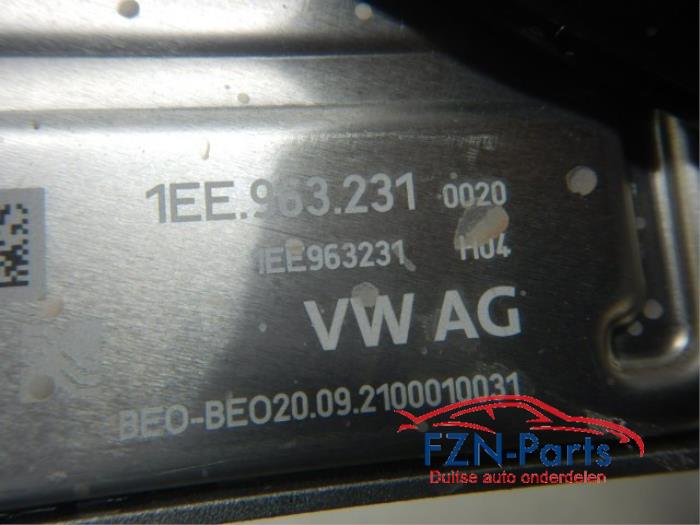 1EE.963.231 0020
1EE963231 H04
VW AG
BEO-BEO20.09.2100010031
FZN-Parts
Duitse auto onderdelen